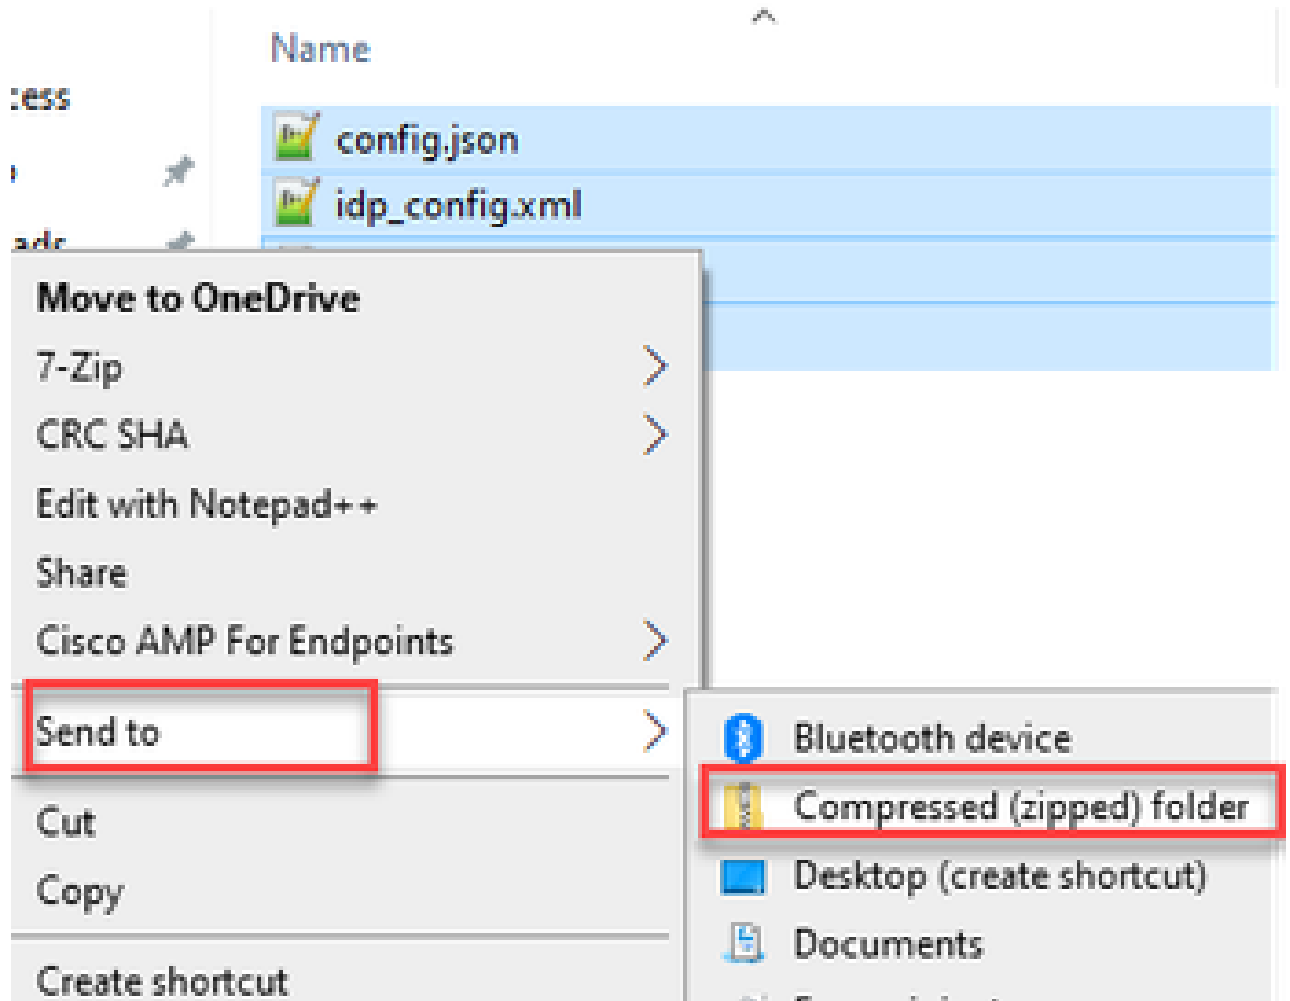 Name
config.json
idp_config.xml
Move to OneDrive
7-Zip
CRC SHA
Edit with Notepad++
Share
Cisco AMP For Endpoints
Send to
Cut
Copy
Create shortcut
Bluetooth device
Compressed (zipped) folder
Desktop (create shortcut)
Documents